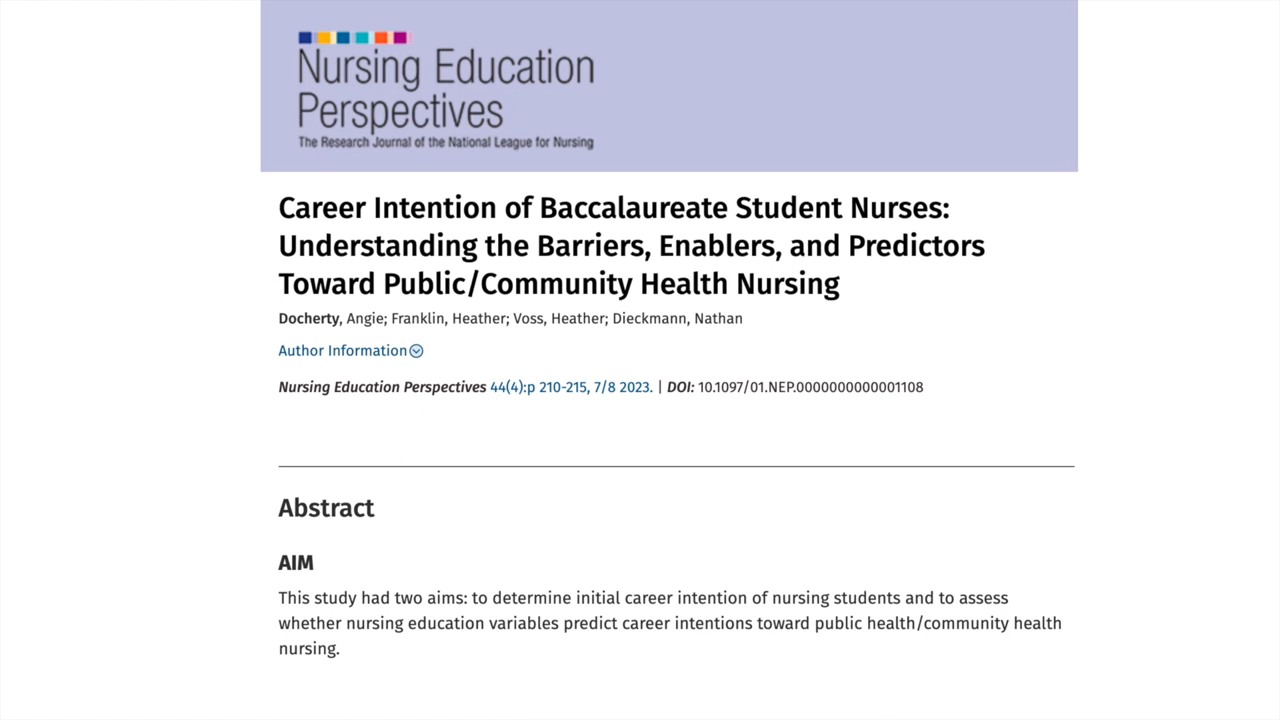 Nursing Education
Perspectives
The Research Journal of the National League for Nursing
Career Intention of Baccalaureate Student Nurses:
Understanding the Barriers, Enablers, and Predictors
Toward Public/Community Health Nursing
Docherty, Angie; Franklin, Heather; Voss, Heather; Dieckmann, Nathan
Author Information
Nursing Education Perspectives 44(4):p 210-215, 7/8 2023. | DOI: 10.1097/01.NEP.0000000000001108
Abstract
AIM
This study had two aims: to determine initial career intention of nursing students and to assess
whether nursing education variables predict career intentions toward public health/community health
nursing.